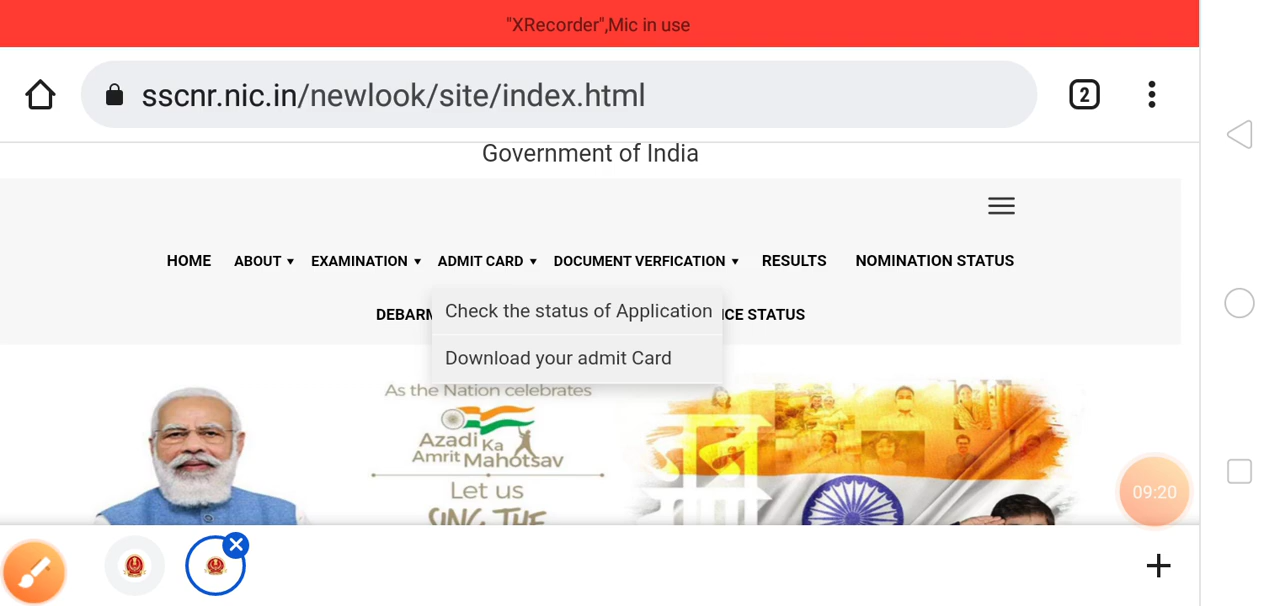 "XRecorder",Mic in use
sscnr.nic.in/newlook/site/index.html
2
Government of India
HOME ABOUT ▾ EXAMINATION ▾ ADMIT CARD ▾ DOCUMENT VERFICATION ▾ RESULTS NOMINATION STATUS
Check the status of Application
STATUS
Download your admit Card
As the Nation celebrates
Azadi Ka
Amrit Mahotsav
Let us
SING THE
09:20